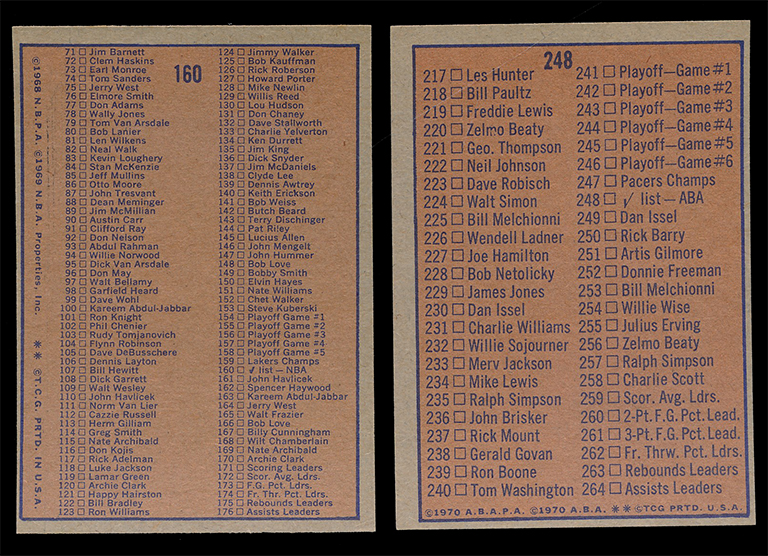 160
71 ☐ Jim Barnett
72 ☐ Clem Haskins
73 ☐ Earl Monroe
74 ☐ Tom Sanders
75 ☐ Jerry West
76 ☐ Elmore Smith
77 ☐ Don Adams
78 ☐ Wally Jones
79 ☐ Tom Van Arsdale
80 ☐ Bob Lanier
81 ☐ Len Wilkens
82 ☐ Neal Walk
83 ☐ Kevin Loughery
84 ☐ Stan McKenzie
85 ☐ Jeff Mullins
86 ☐ Otto Moore
87 ☐ John Tresvant
88 ☐ Dean Meminger
89 ☐ Jim McMillian
90 ☐ Austin Carr
91 ☐ Clifford Ray
92 ☐ Don Nelson
93 ☐ Abdul Rahman
94 ☐ Willie Norwood
95 ☐ Dick Van Arsdale
96 ☐ Don May
97 ☐ Walt Bellamy
98 ☐ Garfield Heard
99 ☐ Dave Wohl
100 ☐ Kareem Abdul-Jabbar
101 ☐ Ron Knight
102 ☐ Phil Chenier
103 ☐ Rudy Tomjanovich
104 ☐ Flynn Robinson
105 ☐ Dave DeBusschere
106 ☐ Dennis Layton
107 ☐ Bill Hewitt
108 ☐ Dick Garrett
109 ☐ Walt Wesley
110 ☐ John Havlicek
111 ☐ Norm Van Lier
112 ☐ Cazzie Russell
113 ☐ Herm Gilliam
114 ☐ Greg Smith
115 ☐ Nate Archibald
116 ☐ Don Kojis
117 ☐ Rick Adelman
118 ☐ Luke Jackson
119 ☐ Lamar Green
120 ☐ Archie Clark
121 ☐ Happy Hairston
122 ☐ Bill Bradley
123 ☐ Ron Williams
124 ☐ Jimmy Walker
125 ☐ Bob Kauffman
126 ☐ Rick Roberson
127 ☐ Howard Porter
128 ☐ Mike Newlin
129 ☐ Willis Reed
130 ☐ Lou Hudson
131 ☐ Don Chaney
132 ☐ Dave Stallworth
133 ☐ Charlie Yelverton
134 ☐ Ken Durrett
135 ☐ Jim King
136 ☐ Dick Snyder
137 ☐ Jim McDaniels
138 ☐ Clyde Lee
139 ☐ Dennis Awtrey
140 ☐ Keith Erickson
141 ☐ Bob Weiss
142 ☐ Butch Beard
143 ☐ Terry Dischinger
144 ☐ Pat Riley
145 ☐ Lucius Allen
146 ☐ John Mengelt
147 ☐ John Hummer
148 ☐ Bob Love
149 ☐ Bobby Smith
150 ☐ Elvin Hayes
151 ☐ Nate Williams
152 ☐ Chet Walker
153 ☐ Steve Kuberski
154 ☐ Playoff Game #1
155 ☐ Playoff Game #2
156 ☐ Playoff Game #3
157 ☐ Playoff Game #4
158 ☐ Playoff Game #5
159 ☐ Lakers Champs
160 ☐ ✓ list — NBA
161 ☐ John Havlicek
162 ☐ Spencer Haywood
163 ☐ Kareem Abdul-Jabbar
164 ☐ Jerry West
165 ☐ Walt Frazier
166 ☐ Bob Love
167 ☐ Billy Cunningham
168 ☐ Wilt Chamberlain
169 ☐ Nate Archibald
170 ☐ Archie Clark
171 ☐ Scoring Leaders
172 ☐ Scor. Avg. Ldrs.
173 ☐ F.G. Pct. Ldrs.
174 ☐ Fr. Thr. Pct. Ldrs.
175 ☐ Rebounds Leaders
176 ☐ Assists Leaders
©1968 N.B.P.A. ©1969 N.B.A. Properties, Inc. ** ©T.C.G. PRTD. IN U.S.A.
248
217 ☐ Les Hunter
218 ☐ Bill Paultz
219 ☐ Freddie Lewis
220 ☐ Zelmo Beaty
221 ☐ Geo. Thompson
222 ☐ Neil Johnson
223 ☐ Dave Robisch
224 ☐ Walt Simon
225 ☐ Bill Melchionni
226 ☐ Wendell Ladner
227 ☐ Joe Hamilton
228 ☐ Bob Netolicky
229 ☐ James Jones
230 ☐ Dan Issel
231 ☐ Charlie Williams
232 ☐ Willie Sojourner
233 ☐ Merv Jackson
234 ☐ Mike Lewis
235 ☐ Ralph Simpson
236 ☐ John Brisker
237 ☐ Rick Mount
238 ☐ Gerald Govan
239 ☐ Ron Boone
240 ☐ Tom Washington
241 ☐ Playoff—Game #1
242 ☐ Playoff—Game #2
243 ☐ Playoff—Game #3
244 ☐ Playoff—Game #4
245 ☐ Playoff—Game #5
246 ☐ Playoff—Game #6
247 ☐ Pacers Champs
248 ☐ ✓ list—ABA
249 ☐ Dan Issel
250 ☐ Rick Barry
251 ☐ Artis Gilmore
252 ☐ Donnie Freeman
253 ☐ Bill Melchionni
254 ☐ Willie Wise
255 ☐ Julius Erving
256 ☐ Zelmo Beaty
257 ☐ Ralph Simpson
258 ☐ Charlie Scott
259 ☐ Scor. Avg. Ldrs.
260 ☐ 2-Pt. F.G. Pct. Lead.
261 ☐ 3-Pt. F.G. Pct. Lead.
262 ☐ Fr. Thrw. Pct. Ldrs.
263 ☐ Rebounds Leaders
264 ☐ Assists Leaders
©1970 A.B.A.P.A. ©1970 A.B.A. ** ©TCG PRTD. U.S.A.